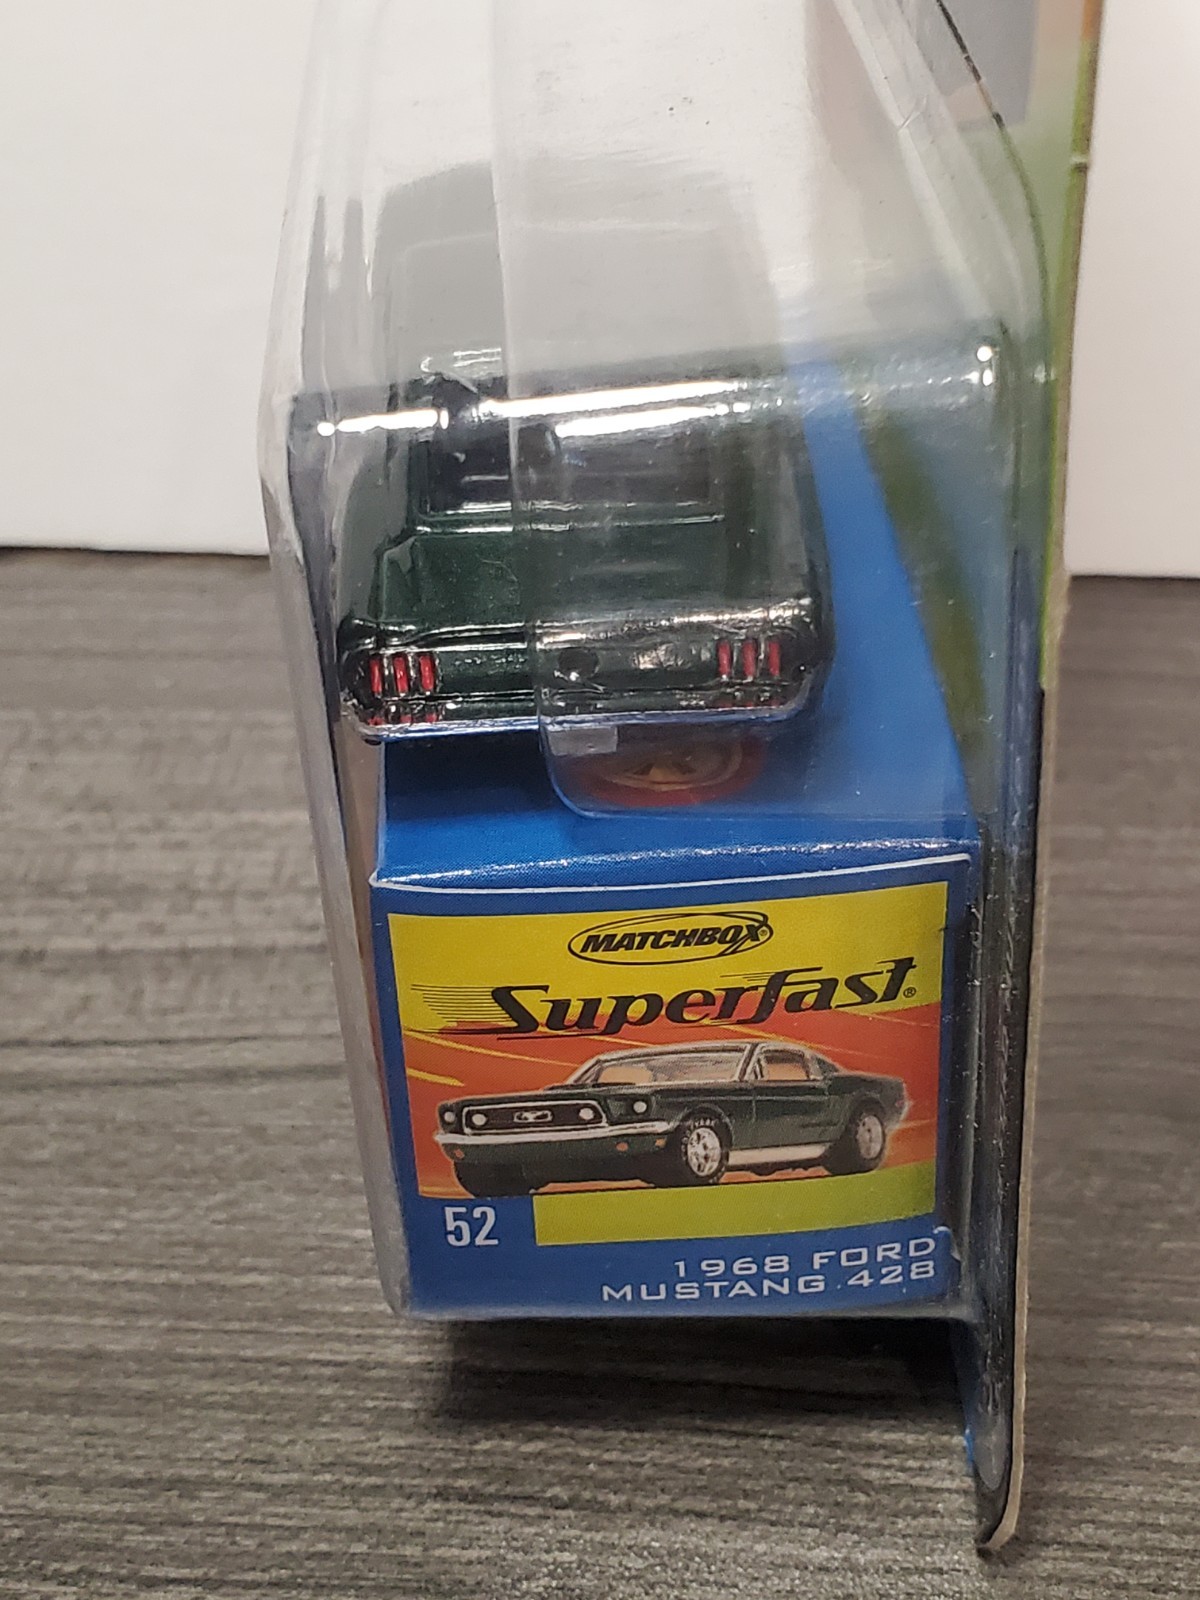 MATCHBOX®
Superfast®
52
1968 FORD
MUSTANG 428